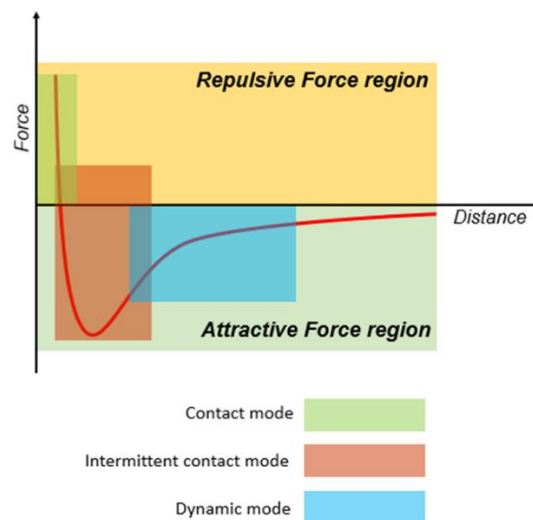 Repulsive Force region
Force
Distance
Attractive Force region
Contact mode
Intermittent contact mode
Dynamic mode